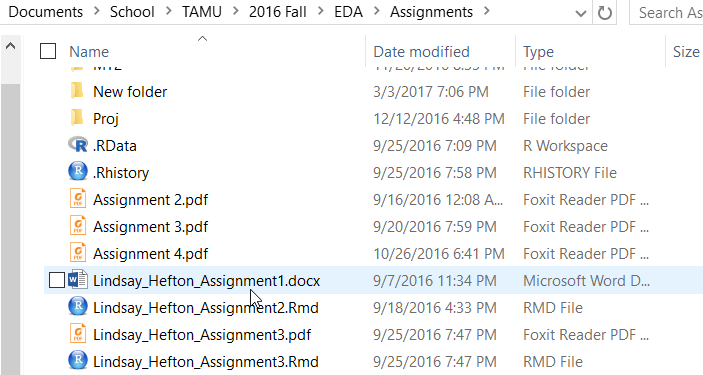 Documents > School > TAMU > 2016 Fall > EDA > Assignments > Search As
Name Date modified Type Size
New folder 3/3/2017 7:06 PM File folder
Proj 12/12/2016 4:48 PM File folder
.RData 9/25/2016 7:09 PM R Workspace
.Rhistory 9/25/2016 7:58 PM RHISTORY File
Assignment 2.pdf 9/16/2016 12:08 A... Foxit Reader PDF ...
Assignment 3.pdf 9/20/2016 7:59 PM Foxit Reader PDF ...
Assignment 4.pdf 10/26/2016 6:41 PM Foxit Reader PDF ...
Lindsay_Hefton_Assignment1.docx 9/7/2016 11:34 PM Microsoft Word D...
Lindsay_Hefton_Assignment2.Rmd 9/18/2016 4:33 PM RMD File
Lindsay_Hefton_Assignment3.pdf 9/25/2016 7:47 PM Foxit Reader PDF ...
Lindsay_Hefton_Assignment3.Rmd 9/25/2016 7:47 PM RMD File